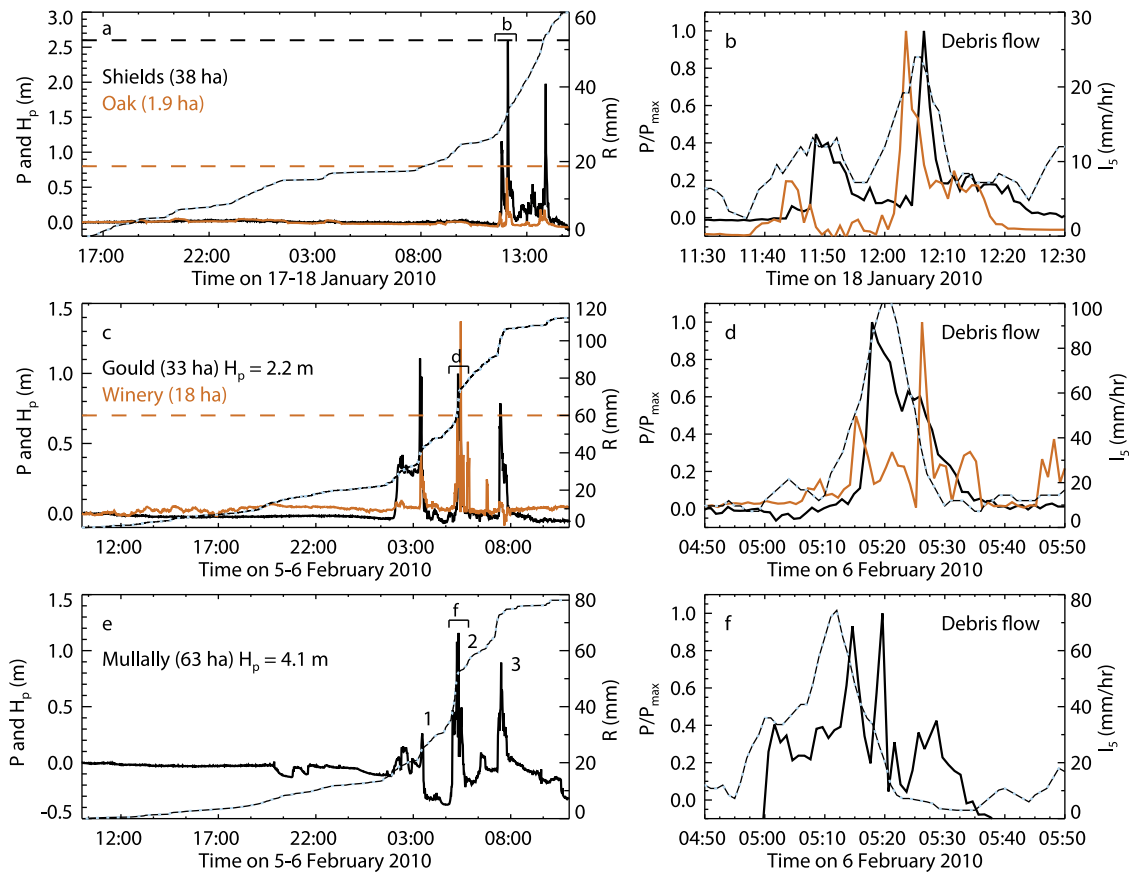 a
Shields (38 ha)
Oak (1.9 ha)
b
P and Hp (m)
3.0
2.5
2.0
1.5
1.0
0.5
0.0
R (mm)
60
40
20
0
17:00 22:00 03:00 08:00 13:00
Time on 17-18 January 2010
b
Debris flow
P/Pmax
1.0
0.8
0.6
0.4
0.2
0.0
I5 (mm/hr)
30
20
10
0
11:30 11:40 11:50 12:00 12:10 12:20 12:30
Time on 18 January 2010
c
Gould (33 ha) Hp = 2.2 m
Winery (18 ha)
d
P and Hp (m)
1.5
1.0
0.5
0.0
R (mm)
120
100
80
60
40
20
0
12:00 17:00 22:00 03:00 08:00
Time on 5-6 February 2010
d
Debris flow
P/Pmax
1.0
0.8
0.6
0.4
0.2
0.0
I5 (mm/hr)
100
80
60
40
20
0
04:50 05:00 05:10 05:20 05:30 05:40 05:50
Time on 6 February 2010
e
Mullally (63 ha) Hp = 4.1 m
f
1
2
3
P and Hp (m)
1.5
1.0
0.5
0.0
-0.5
R (mm)
80
60
40
20
0
12:00 17:00 22:00 03:00 08:00
Time on 5-6 February 2010
f
Debris flow
P/Pmax
1.0
0.8
0.6
0.4
0.2
0.0
I5 (mm/hr)
80
60
40
20
0
04:50 05:00 05:10 05:20 05:30 05:40 05:50
Time on 6 February 2010